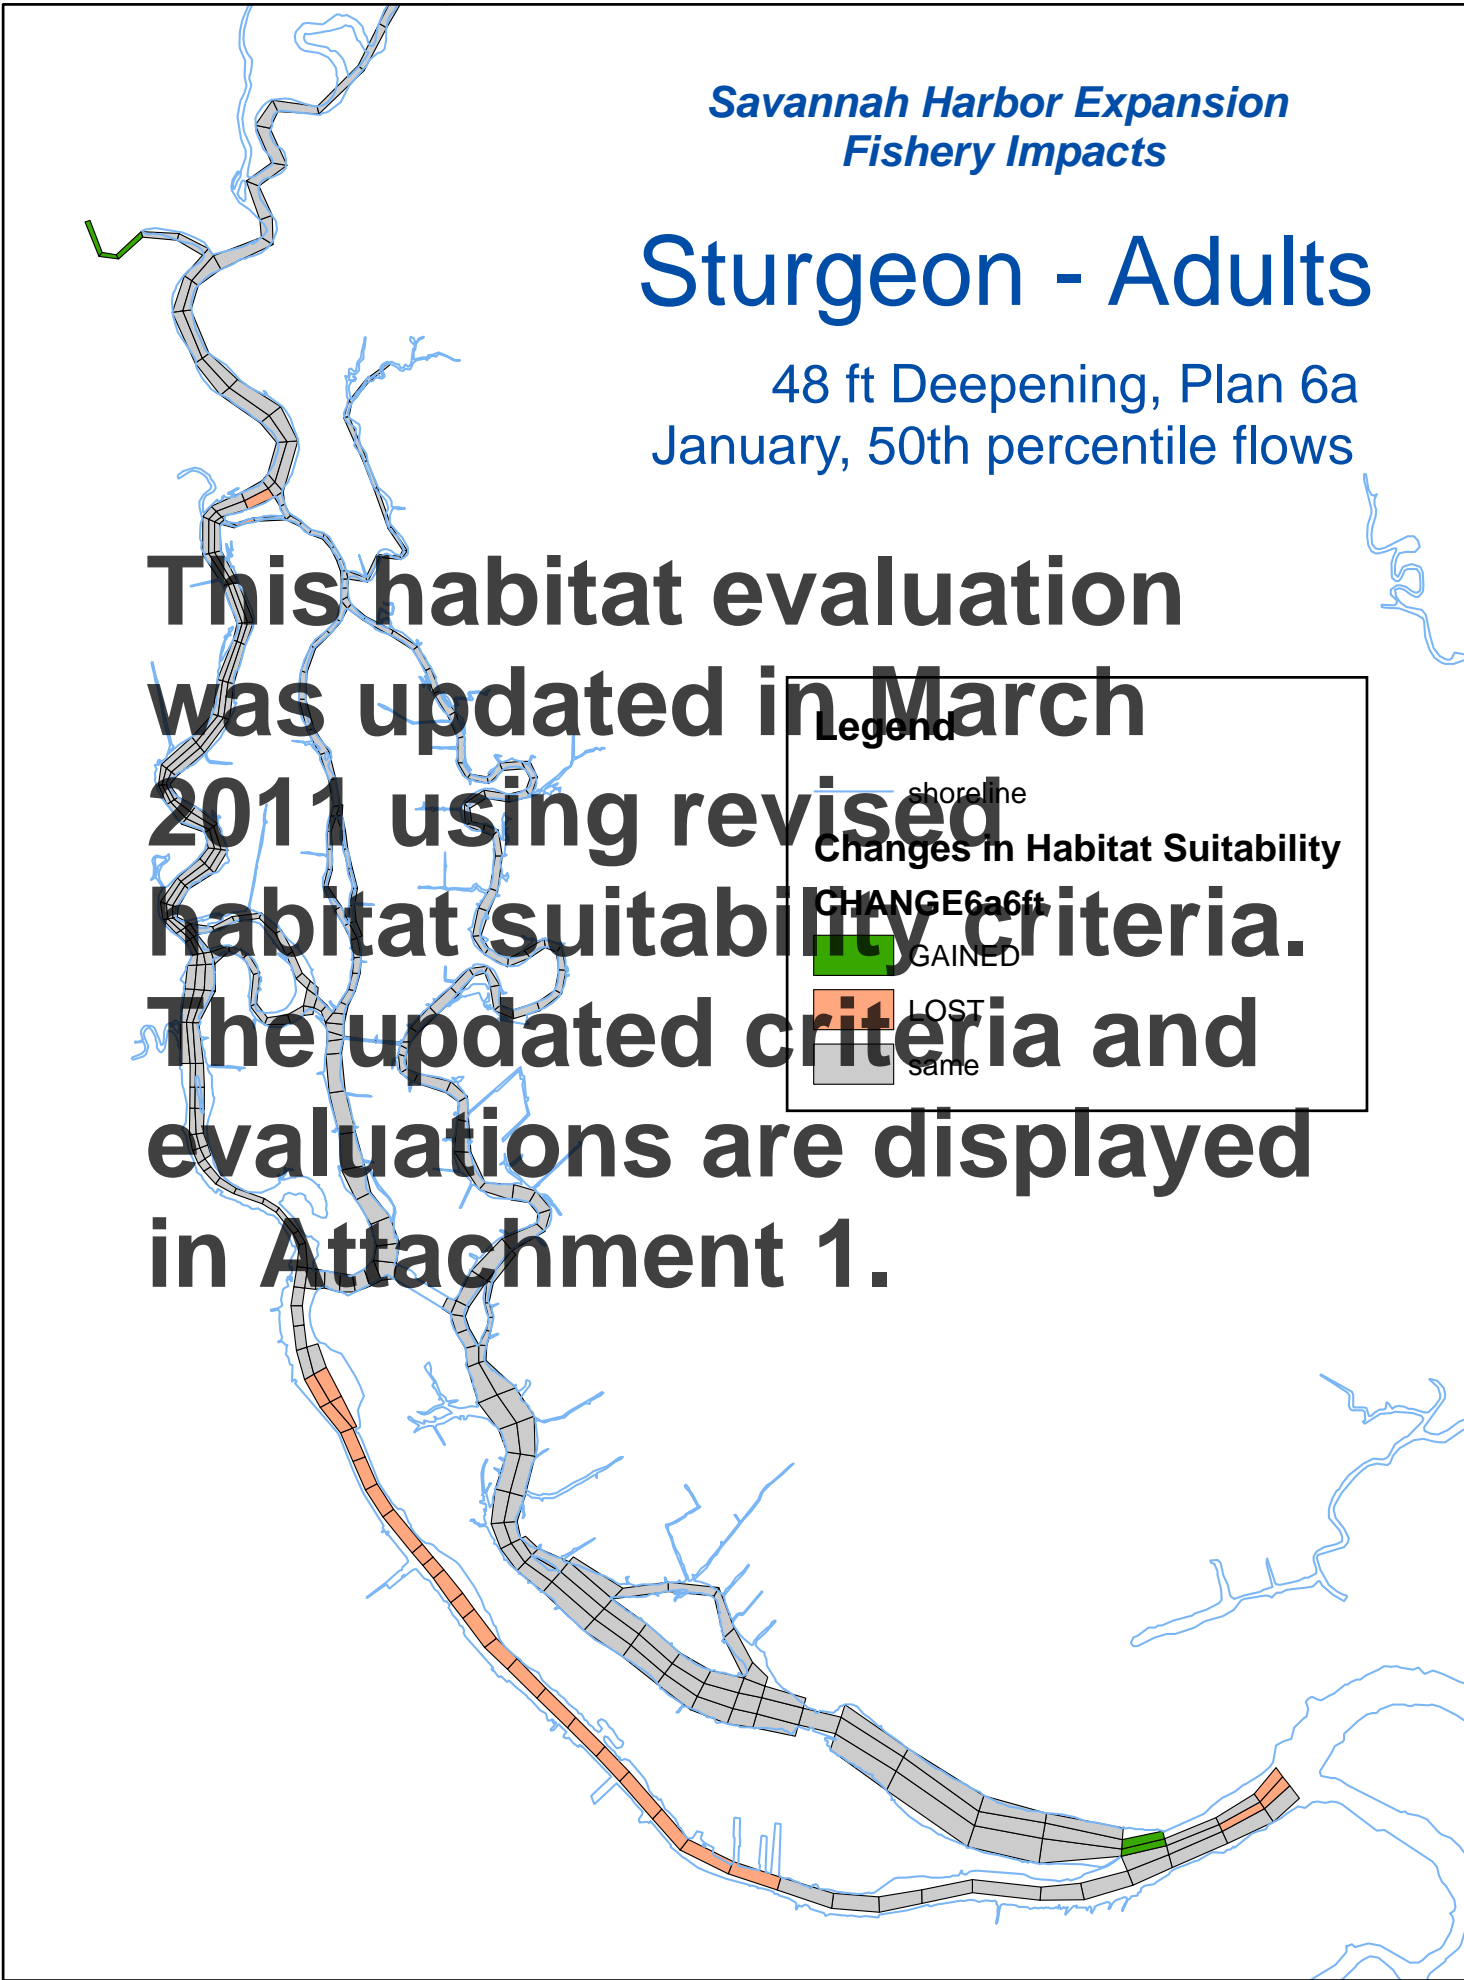 Savannah Harbor Expansion
Fishery Impacts
Sturgeon - Adults
48 ft Deepening, Plan 6a
January, 50th percentile flows
This habitat evaluation
was updated in March
2011 using revised
habitat suitability criteria.
The updated criteria and
evaluations are displayed
in Attachment 1.
Legend
shoreline
Changes in Habitat Suitability
CHANGE6a6ft
GAINED
LOST
same